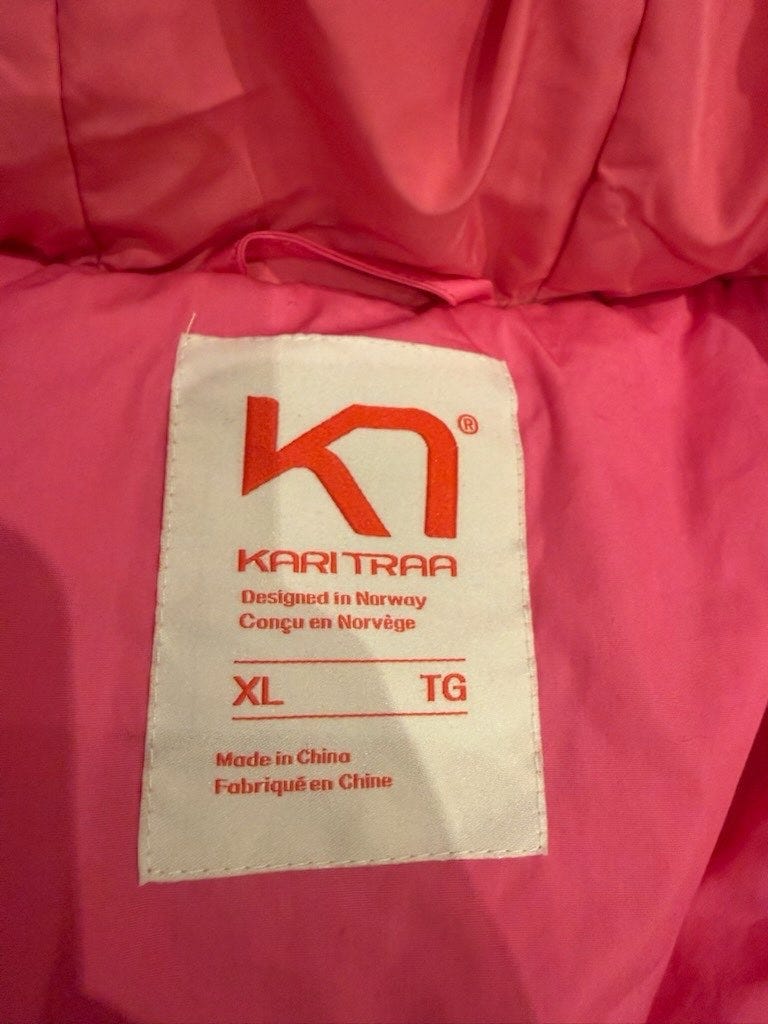 KARI TRAA
Designed in Norway
Conçu en Norvège
XL TG
Made in China
Fabriqué en Chine